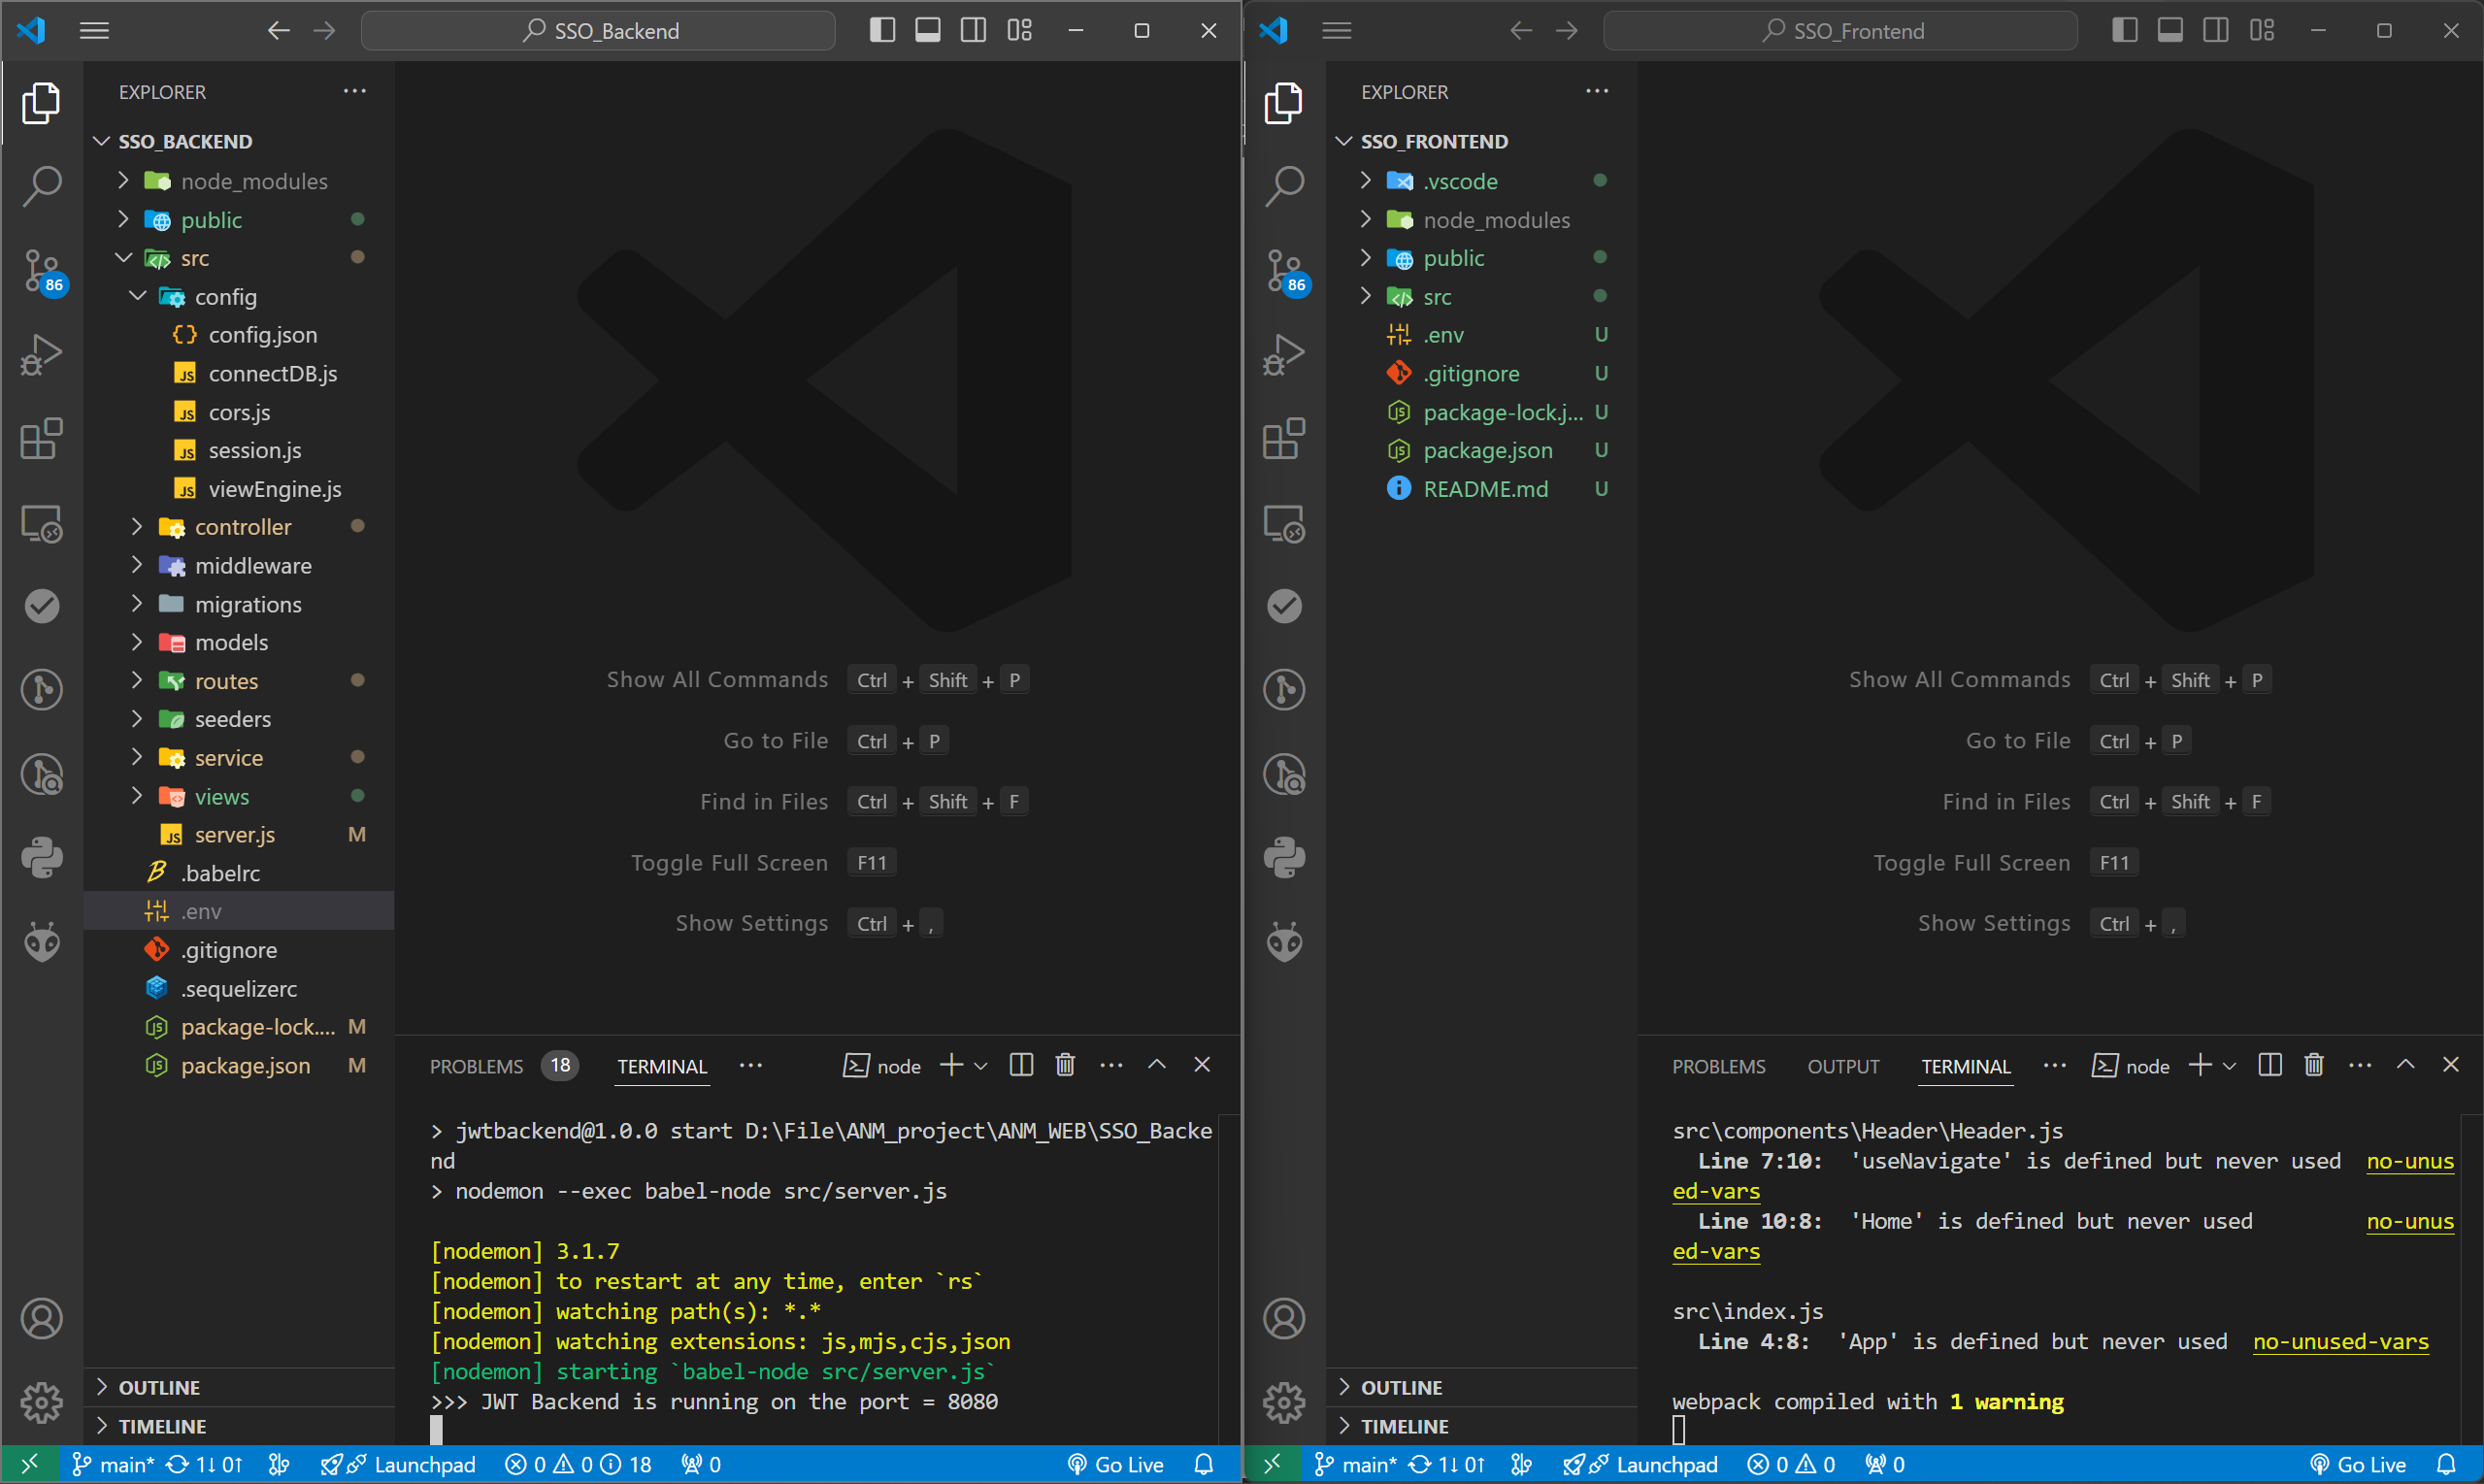 SSO_Backend
EXPLORER
SSO_BACKEND
node_modules
public
src
config
config.json
connectDB.js
cors.js
session.js
viewEngine.js
controller
middleware
migrations
models
routes
seeders
service
views
server.js M
.babelrc
.env
.gitignore
.sequelizerc
package-lock.... M
package.json M
OUTLINE
TIMELINE
86
Show All Commands Ctrl + Shift + P
Go to File Ctrl + P
Find in Files Ctrl + Shift + F
Toggle Full Screen F11
Show Settings Ctrl + ,
PROBLEMS 18 TERMINAL ··· node
> jwtbackend@1.0.0 start D:\File\ANM_project\ANM_WEB\SSO_Backe
nd
> nodemon --exec babel-node src/server.js
[nodemon] 3.1.7
[nodemon] to restart at any time, enter `rs`
[nodemon] watching path(s): *.*
[nodemon] watching extensions: js,mjs,cjs,json
[nodemon] starting `babel-node src/server.js`
>>> JWT Backend is running on the port = 8080
main* 1↓ 0↑ Launchpad 0 0 18 0 Go Live
SSO_Frontend
EXPLORER
SSO_FRONTEND
.vscode
node_modules
public
src
.env U
.gitignore U
package-lock.j... U
package.json U
README.md U
OUTLINE
TIMELINE
86
Show All Commands Ctrl + Shift + P
Go to File Ctrl + P
Find in Files Ctrl + Shift + F
Toggle Full Screen F11
Show Settings Ctrl + ,
PROBLEMS OUTPUT TERMINAL ··· node
src\components\Header\Header.js
Line 7:10: 'useNavigate' is defined but never used no-unus
ed-vars
Line 10:8: 'Home' is defined but never used no-unus
ed-vars
src\index.js
Line 4:8: 'App' is defined but never used no-unused-vars
webpack compiled with 1 warning
main* 1↓ 0↑ Launchpad 0 0 0 Go Live